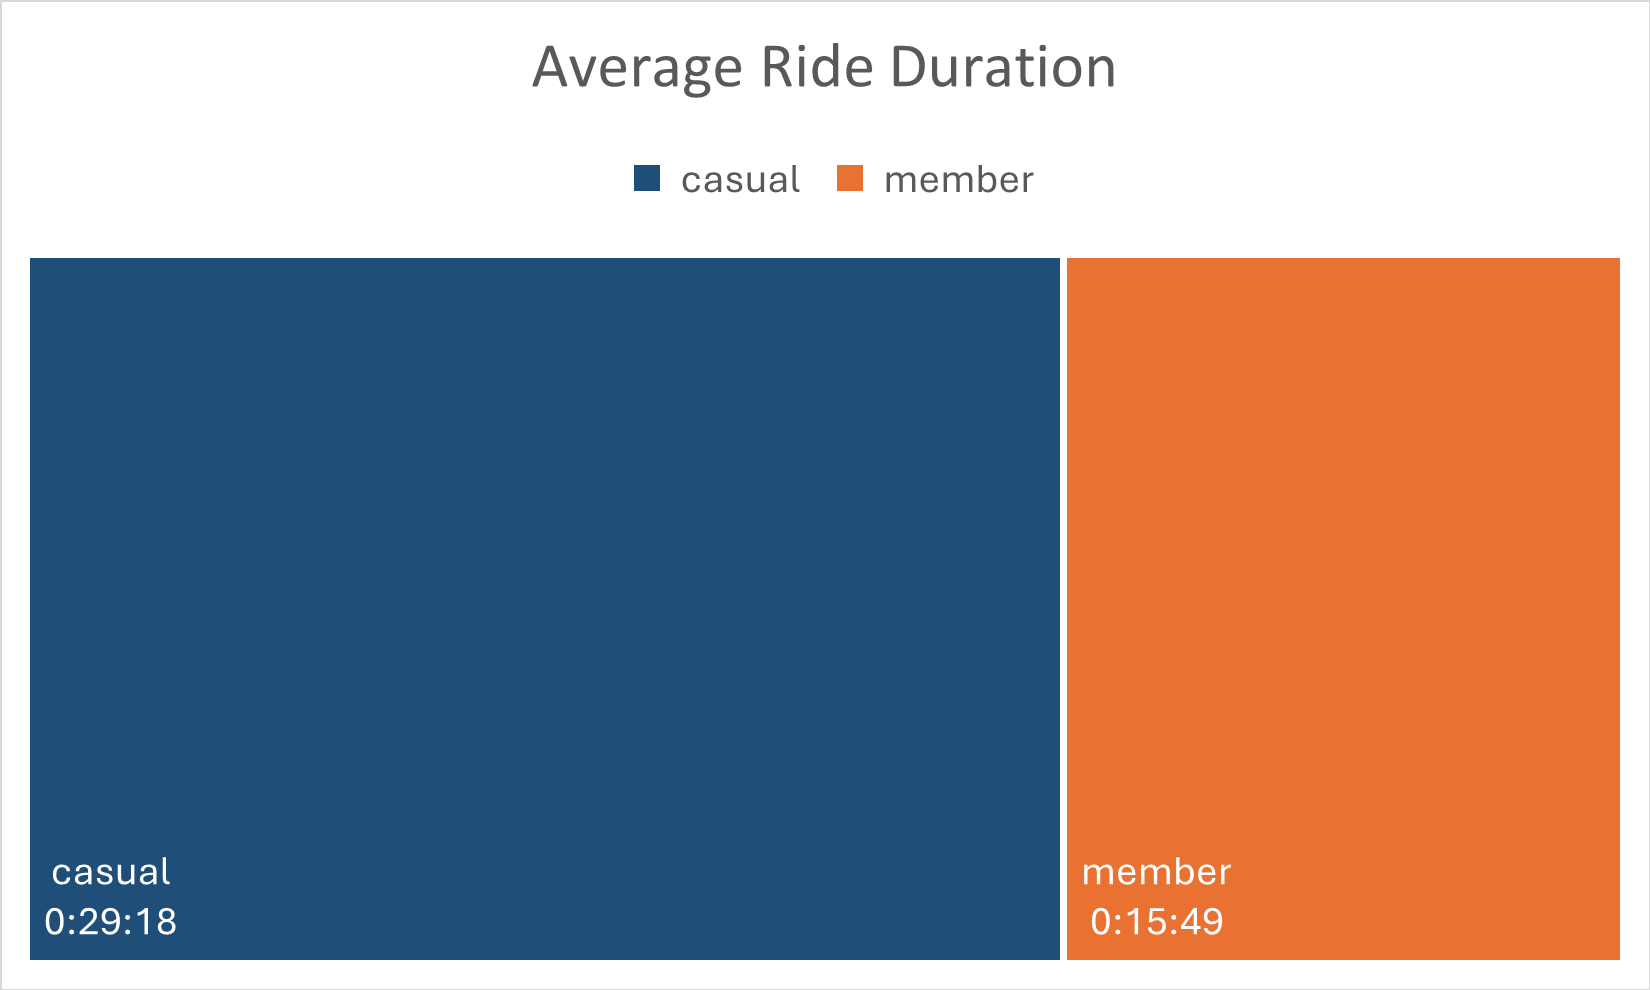 Average Ride Duration
casual member
casual
0:29:18
member
0:15:49